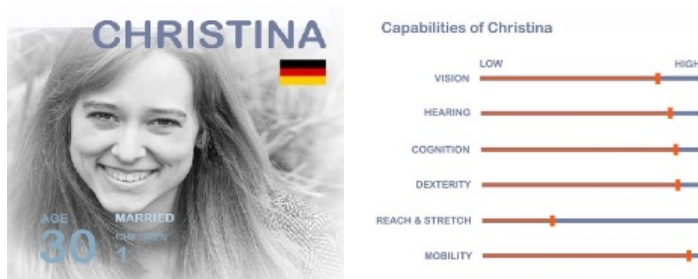 CHRISTINA
AGE
30
MARRIED
CHILDREN
1
Capabilities of Christina
LOW
HIGH
VISION
HEARING
COGNITION
DEXTERITY
REACH & STRETCH
MOBILITY